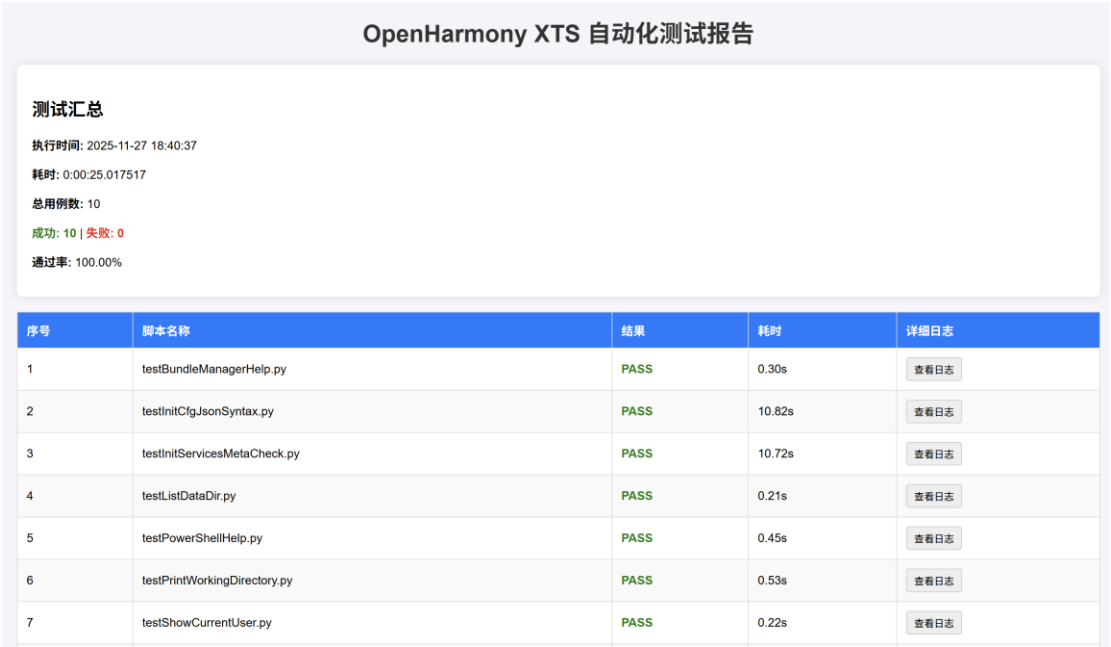 OpenHarmony XTS 自动化测试报告
测试汇总
执行时间: 2025-11-27 18:40:37
耗时: 0:00:25.017517
总用例数: 10
成功: 10 | 失败: 0
通过率: 100.00%
序号 脚本名称 结果 耗时 详细日志
1 testBundleManagerHelp.py PASS 0.30s 查看日志
2 testInitCfgJsonSyntax.py PASS 10.82s 查看日志
3 testInitServicesMetaCheck.py PASS 10.72s 查看日志
4 testListDataDir.py PASS 0.21s 查看日志
5 testPowerShellHelp.py PASS 0.45s 查看日志
6 testPrintWorkingDirectory.py PASS 0.53s 查看日志
7 testShowCurrentUser.py PASS 0.22s 查看日志